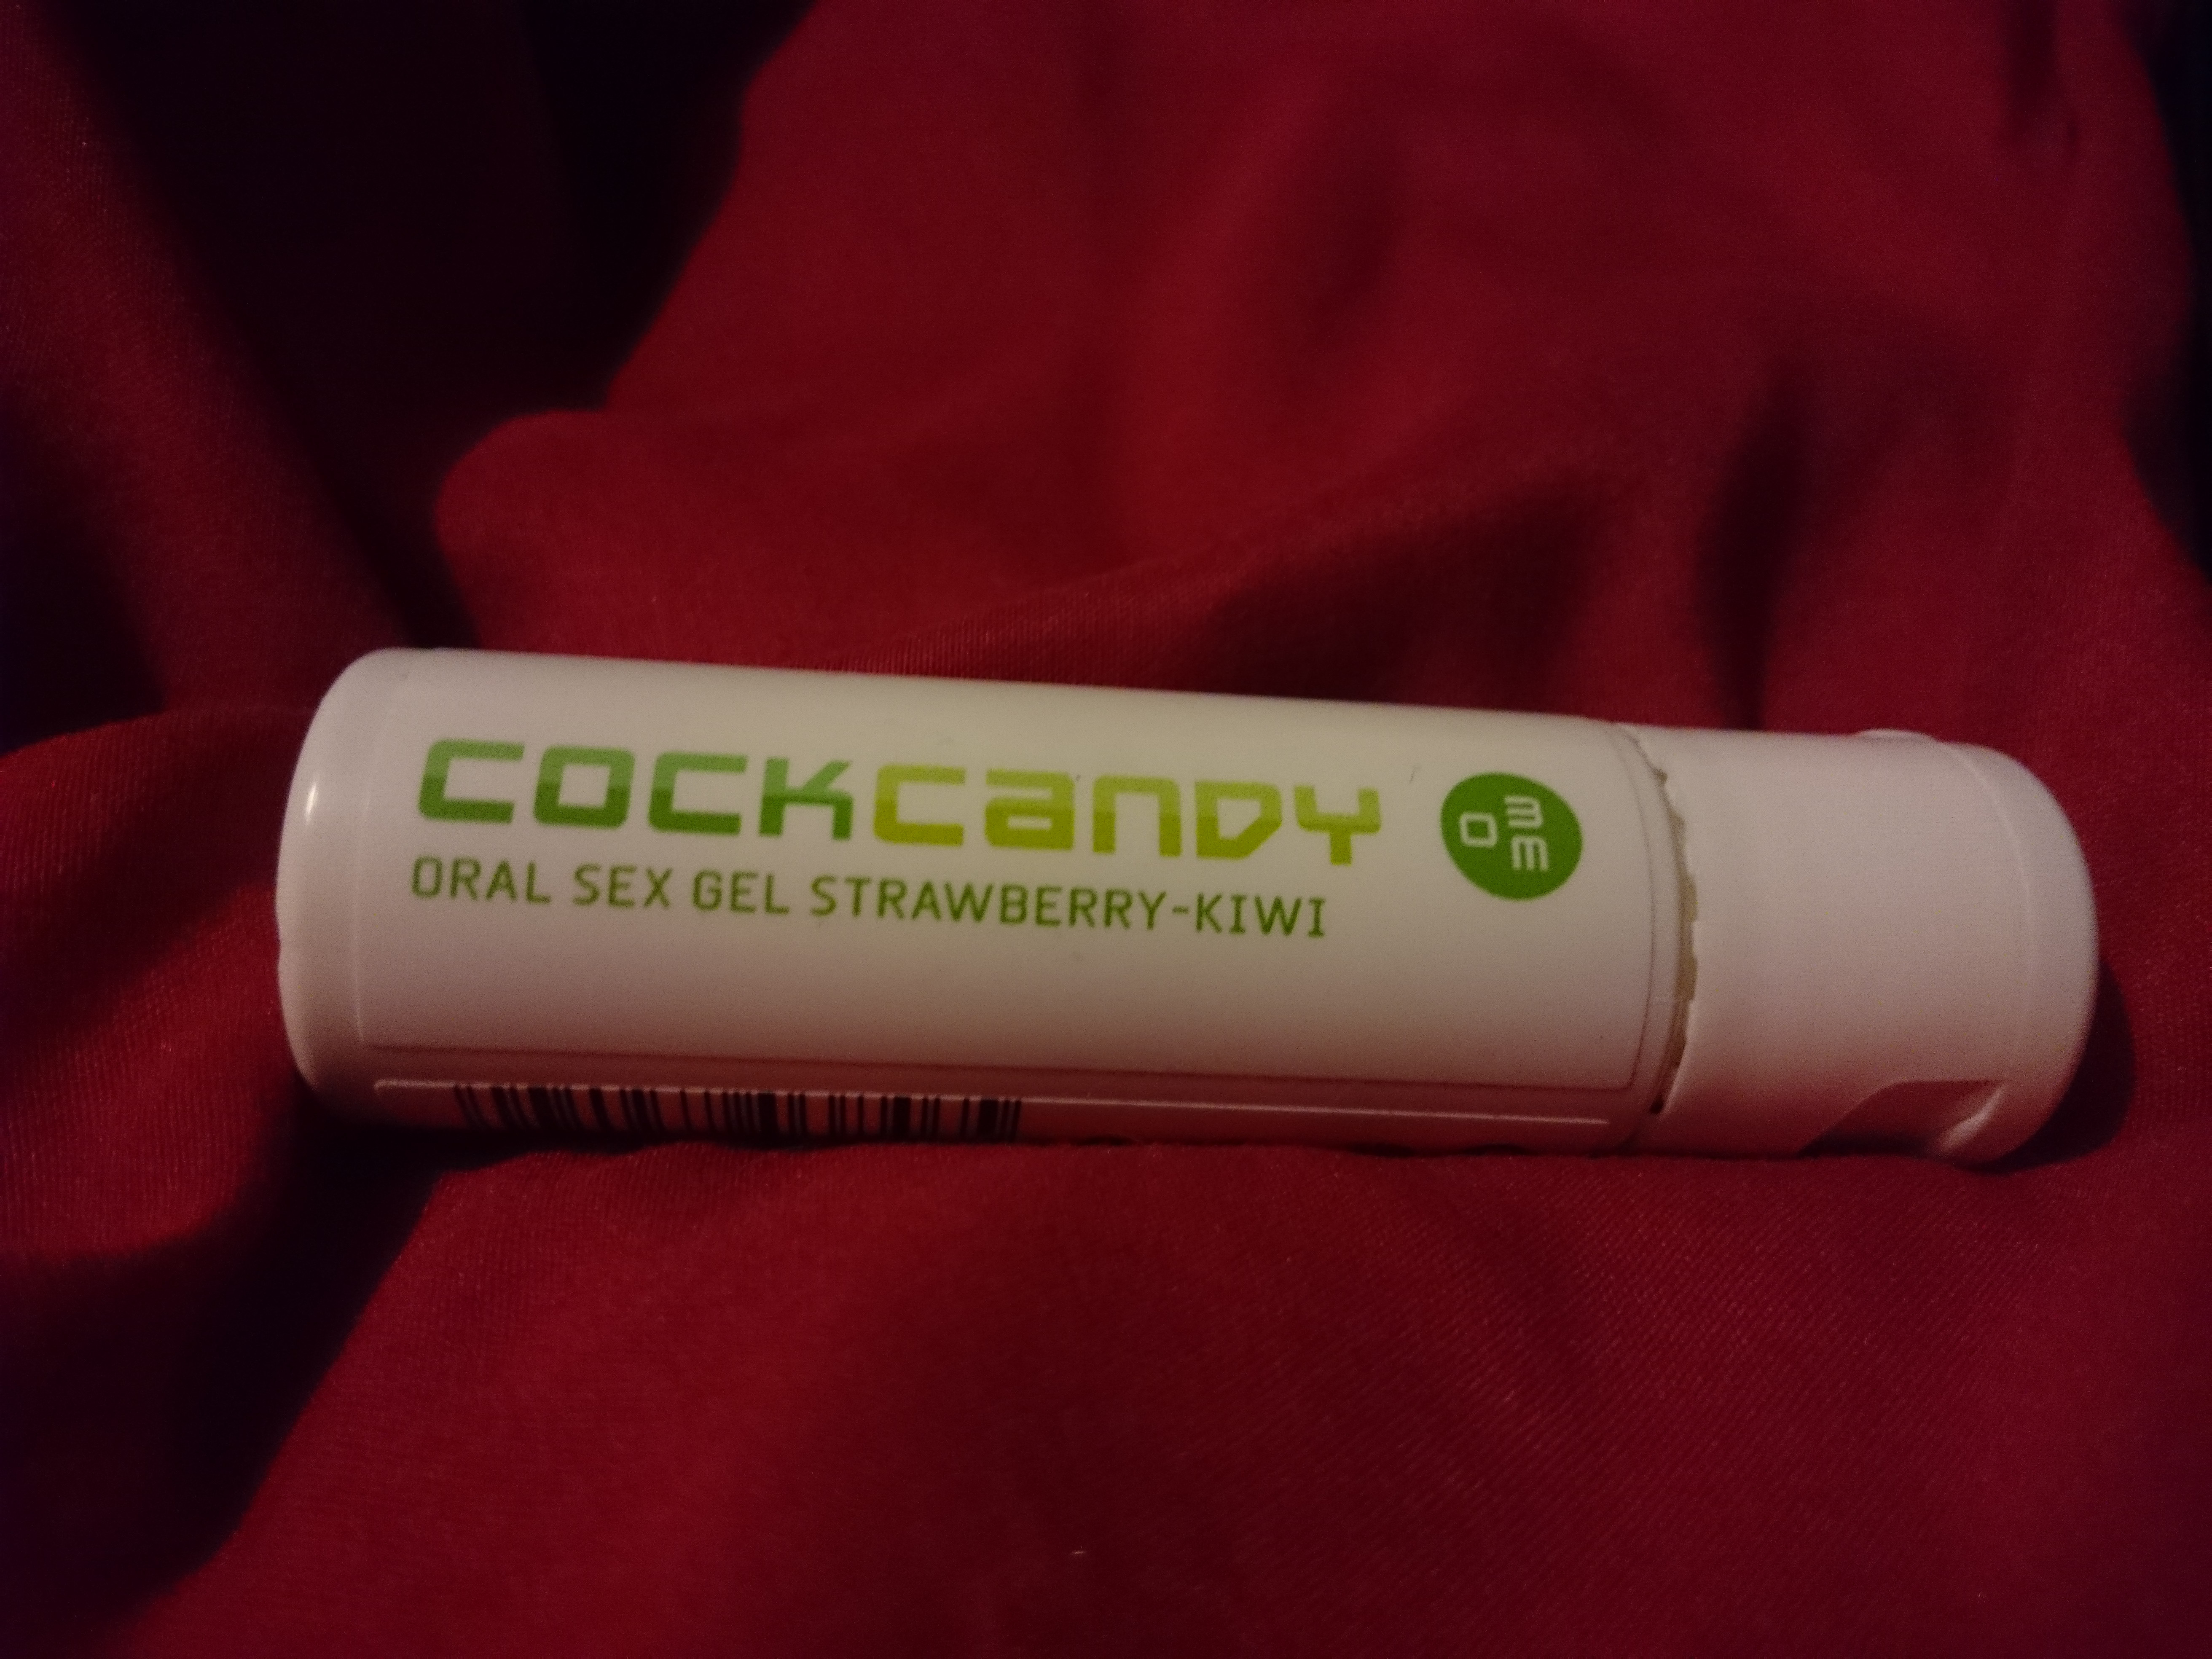 cockcandy
ORAL SEX GEL STRAWBERRY-KIWI